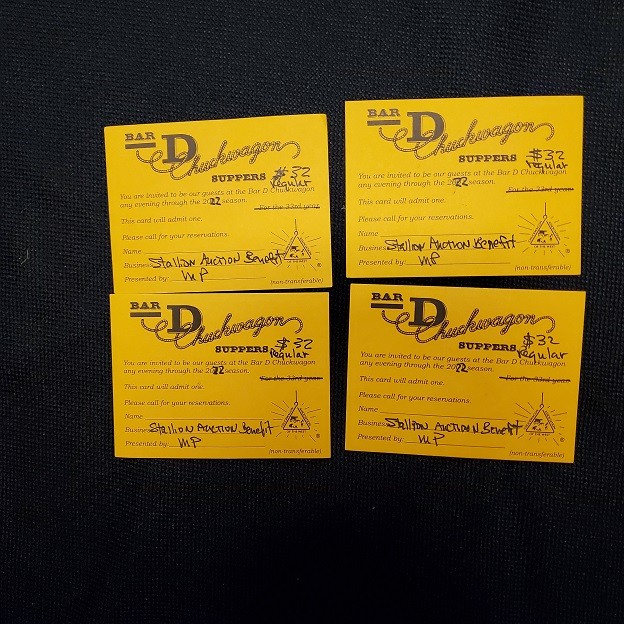 BAR D Chuckwagon
SUPPERS $32
regular
You are invited to be our guests at the Bar D Chuckwagon
any evening through the 2022 season.
For the 33rd year
This card will admit one.
Please call for your reservations.
Name
Business Stallion Auction Benefit
Presented by: MP
(non-transferable)
BAR D Chuckwagon
SUPPERS $32
regular
You are invited to be our guests at the Bar D Chuckwagon
any evening through the 2022 season.
For the 33rd year
This card will admit one.
Please call for your reservations.
Name
Business Stallion Auction Benefit
Presented by: MP
(non-transferable)
BAR D Chuckwagon
SUPPERS $32
regular
You are invited to be our guests at the Bar D Chuckwagon
any evening through the 2022 season.
For the 33rd year
This card will admit one.
Please call for your reservations.
Name
Business Stallion Auction Benefit
Presented by: MP
(non-transferable)
BAR D Chuckwagon
SUPPERS $32
regular
You are invited to be our guests at the Bar D Chuckwagon
any evening through the 2022 season.
For the 33rd year
This card will admit one.
Please call for your reservations.
Name
Business Stallion Auction Benefit
Presented by: MP
(non-transferable)